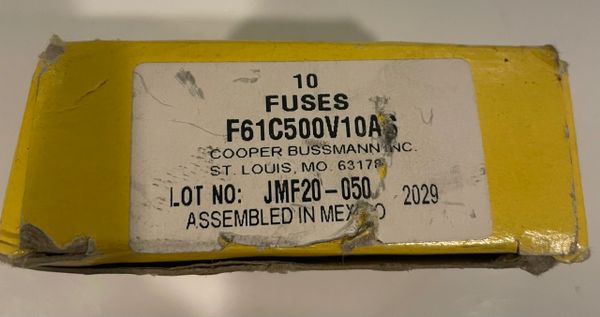 10
FUSES
F61C500V10AS
COOPER BUSSMANN INC.
ST. LOUIS, MO. 63178
LOT NO: JMF20-050 2029
ASSEMBLED IN MEXICO